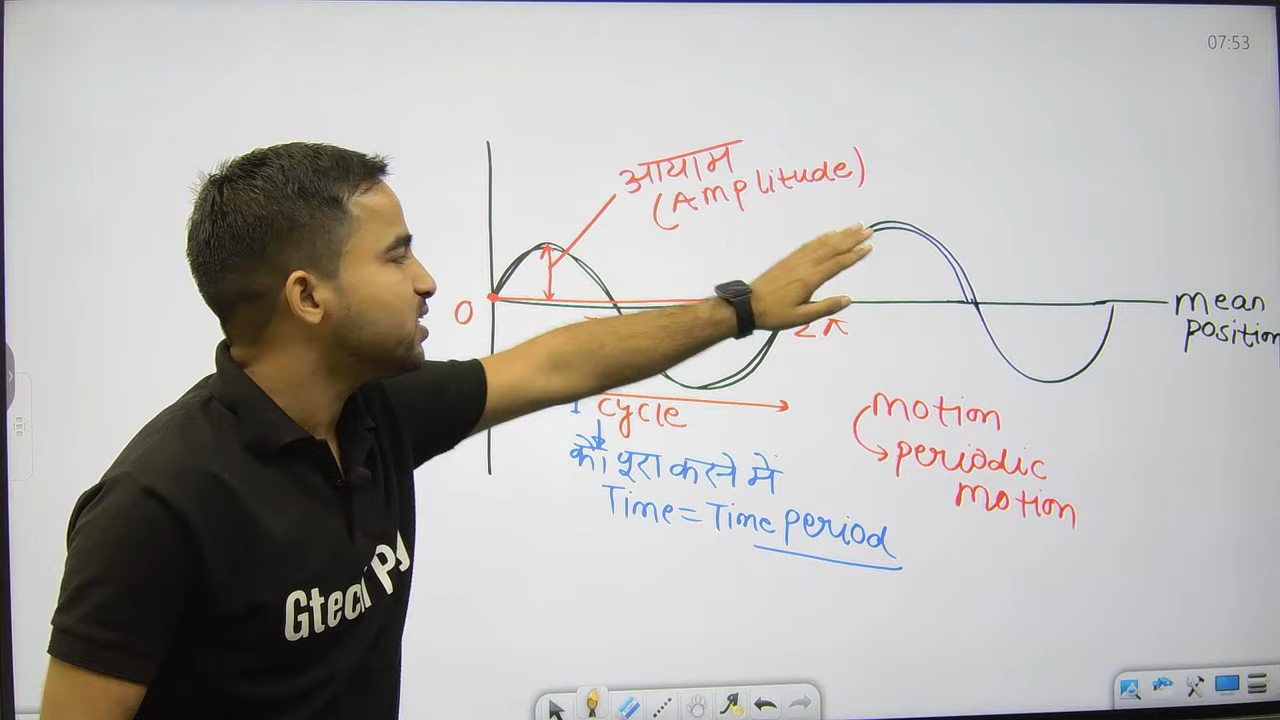 07:53
आयाम
(Amplitude)
0
2π
mean
position
1 cycle
को पूरा करने में
Time = Time period
motion
periodic
motion
Gtech